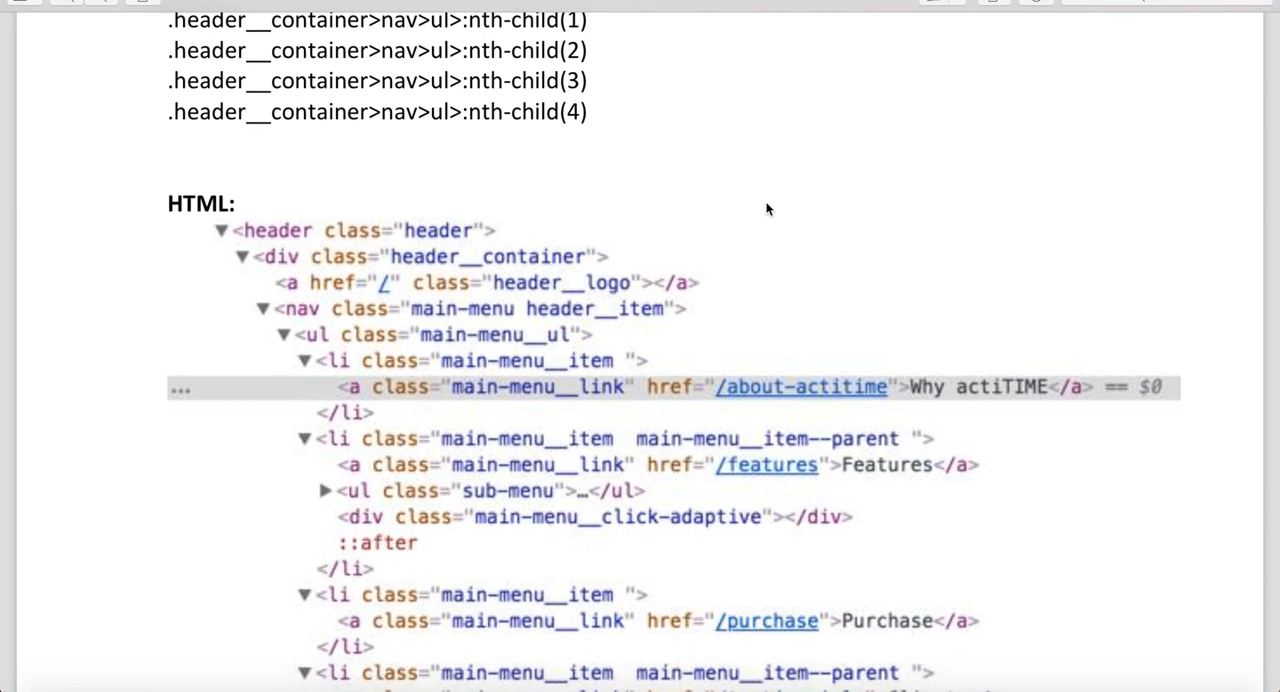 .header__container>nav>ul>:nth-child(1)
.header__container>nav>ul>:nth-child(2)
.header__container>nav>ul>:nth-child(3)
.header__container>nav>ul>:nth-child(4)
HTML:
▼<header class="header">
▼<div class="header__container">
<a href="/" class="header__logo"></a>
▼<nav class="main-menu header__item">
▼<ul class="main-menu__ul">
▼<li class="main-menu__item ">
... <a class="main-menu__link" href="/about-actitime">Why actiTIME</a> == $0
</li>
▼<li class="main-menu__item  main-menu__item--parent ">
<a class="main-menu__link" href="/features">Features</a>
▶<ul class="sub-menu">…</ul>
<div class="main-menu__click-adaptive"></div>
::after
</li>
▼<li class="main-menu__item ">
<a class="main-menu__link" href="/purchase">Purchase</a>
</li>
▼<li class="main-menu__item  main-menu__item--parent ">